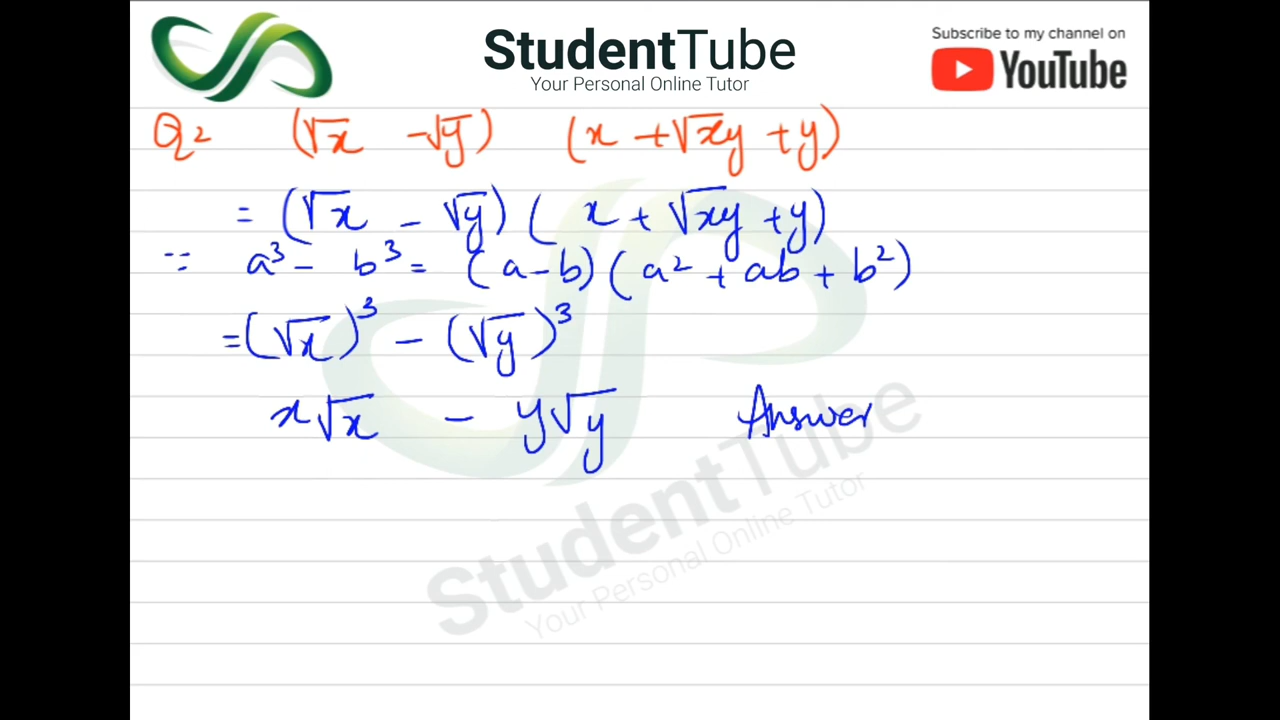 StudentTube
Your Personal Online Tutor
Subscribe to my channel on
YouTube
Q2 (√x - √y) (x + √xy + y)
= (√x - √y) ( x + √xy + y)
∵ a³ - b³ = (a - b) ( a² + ab + b²)
= (√x)³ - (√y)³
x√x - y√y Answer
StudentTube
Your Personal Online Tutor